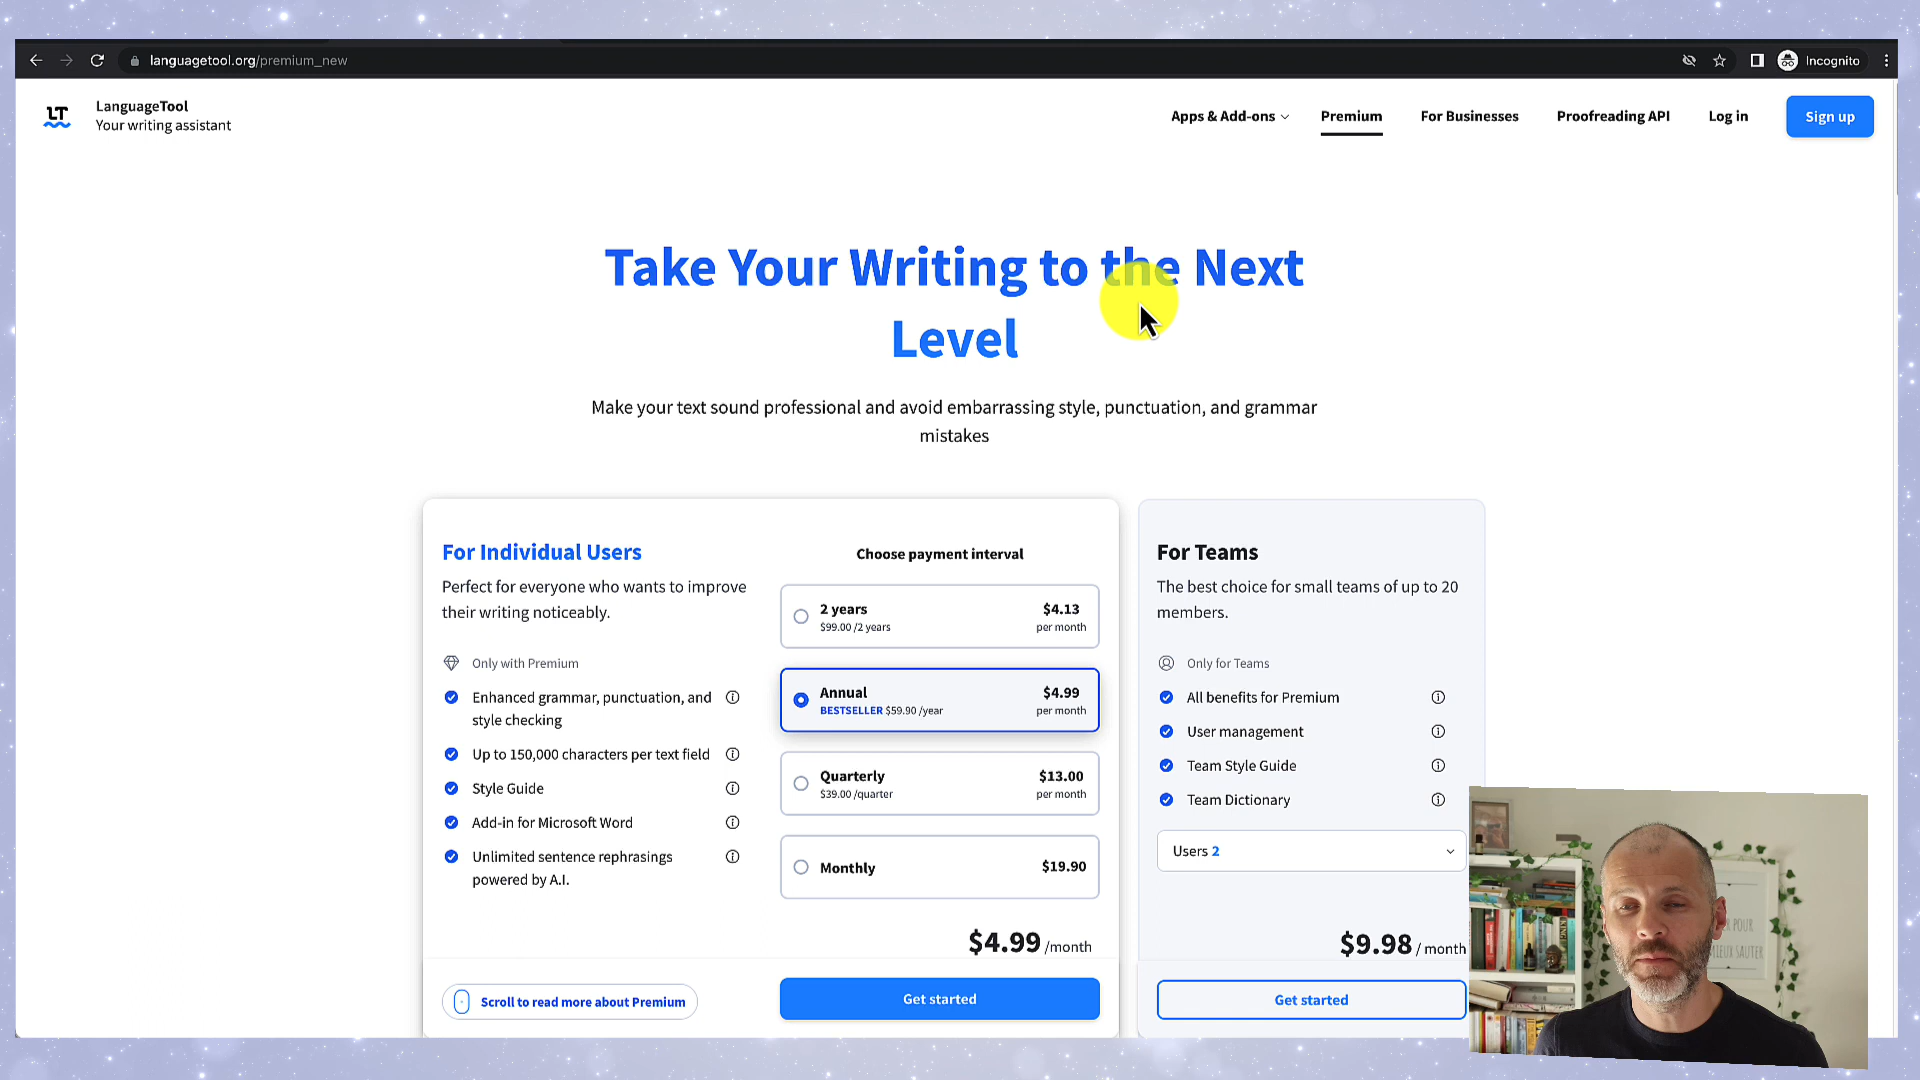 languagetool.org/premium_new
Incognito
LT
LanguageTool
Your writing assistant
Apps & Add-ons
Premium
For Businesses
Proofreading API
Log in
Sign up
Take Your Writing to the Next
Level
Make your text sound professional and avoid embarrassing style, punctuation, and grammar
mistakes
For Individual Users
Perfect for everyone who wants to improve
their writing noticeably.
Only with Premium
Enhanced grammar, punctuation, and
style checking
Up to 150,000 characters per text field
Style Guide
Add-in for Microsoft Word
Unlimited sentence rephrasings
powered by A.I.
Scroll to read more about Premium
Choose payment interval
2 years
$4.13
$99.00 /2 years
per month
Annual
$4.99
BESTSELLER $59.90 /year
per month
Quarterly
$13.00
$39.00 /quarter
per month
Monthly
$19.90
$4.99 /month
Get started
For Teams
The best choice for small teams of up to 20
members.
Only for Teams
All benefits for Premium
User management
Team Style Guide
Team Dictionary
Users 2
$9.98 / month
Get started
POUR
SAUTER